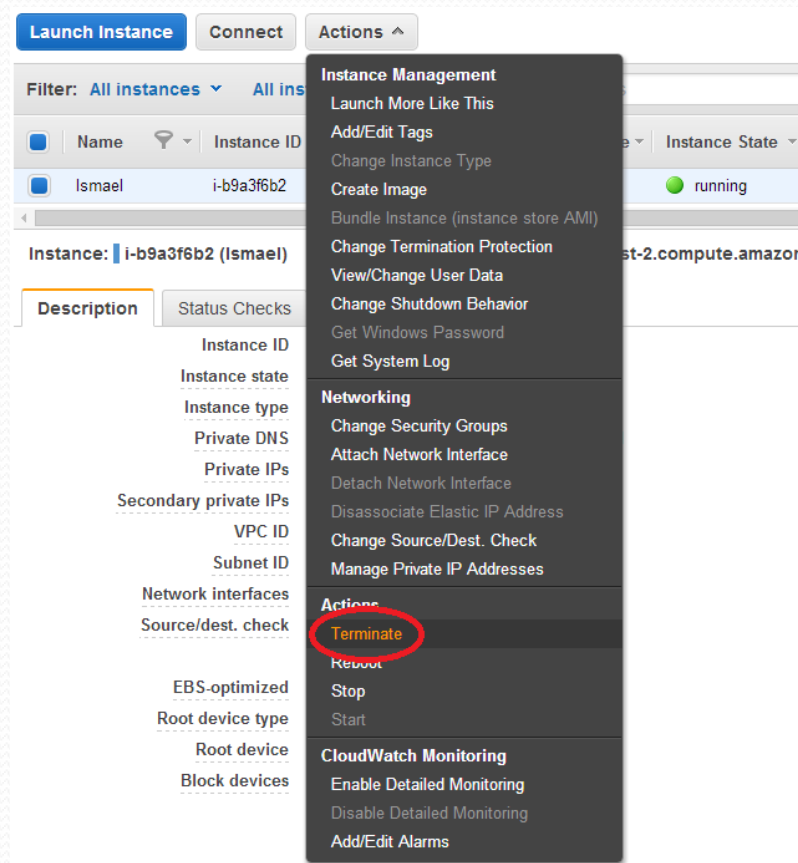 Launch Instance Connect Actions
Filter: All instances All ins
Name Instance ID Instance State
Ismael i-b9a3f6b2 running
Instance: i-b9a3f6b2 (Ismael) st-2.compute.amazon
Description Status Checks
Instance ID
Instance state
Instance type
Private DNS
Private IPs
Secondary private IPs
VPC ID
Subnet ID
Network interfaces
Source/dest. check
EBS-optimized
Root device type
Root device
Block devices
Instance Management
Launch More Like This
Add/Edit Tags
Change Instance Type
Create Image
Bundle Instance (instance store AMI)
Change Termination Protection
View/Change User Data
Change Shutdown Behavior
Get Windows Password
Get System Log
Networking
Change Security Groups
Attach Network Interface
Detach Network Interface
Disassociate Elastic IP Address
Change Source/Dest. Check
Manage Private IP Addresses
Actions
Terminate
Reboot
Stop
Start
CloudWatch Monitoring
Enable Detailed Monitoring
Disable Detailed Monitoring
Add/Edit Alarms